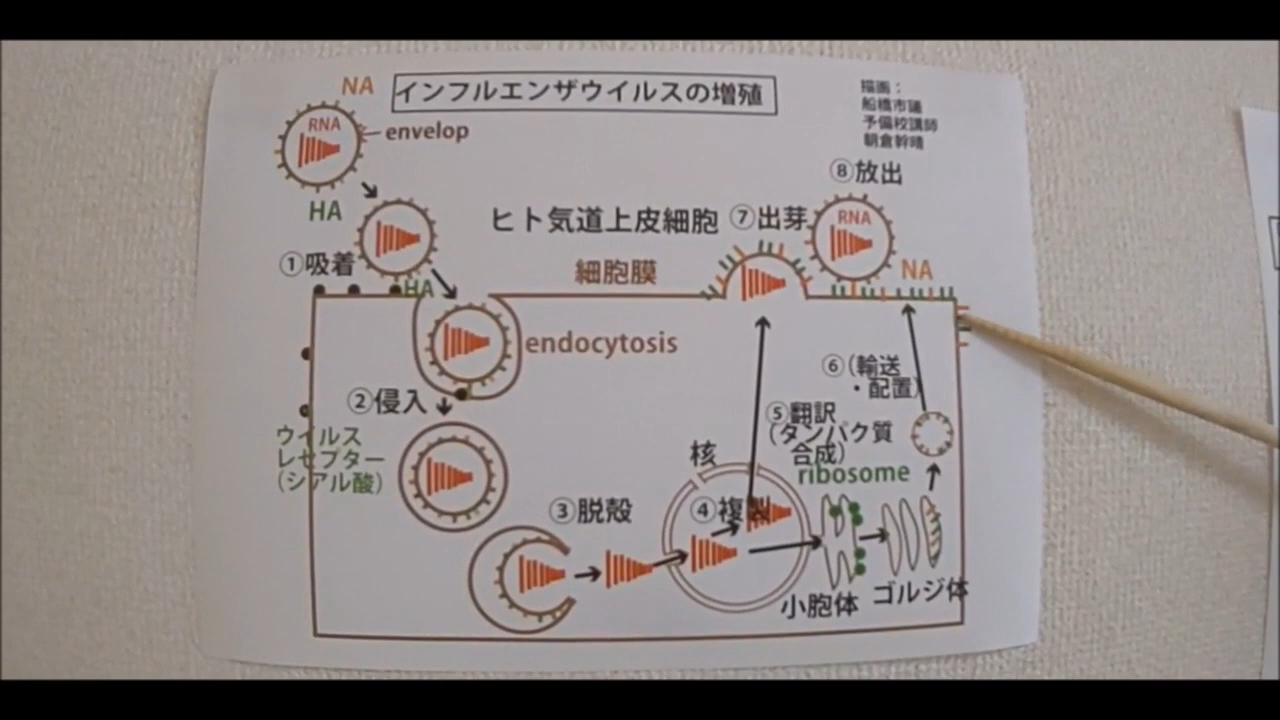 インフルエンザウイルスの増殖
描画：
船橋市議
予備校講師
朝倉幹晴
NA
RNA
envelop
HA
①吸着
HA
ヒト気道上皮細胞
細胞膜
⑦出芽
⑧放出
RNA
NA
endocytosis
②侵入
ウイルス
レセプター
(シアル酸)
③脱殻
核
④複製
⑤翻訳
(タンパク質
合成)
ribosome
⑥(輸送
・配置)
小胞体
ゴルジ体